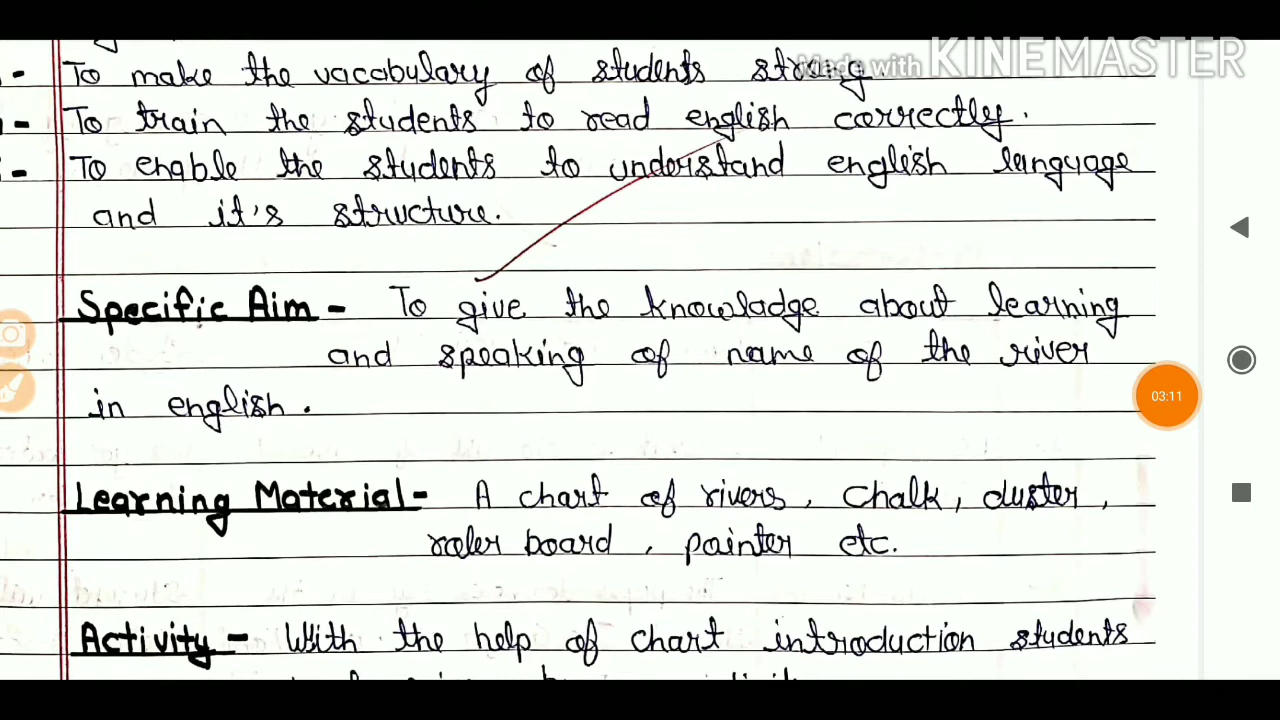 Made with KINEMASTER
- To make the vacabulary of students strong
- To train the students to read english correctly.
- To enable the students to understand english language
and it's structure.
Specific Aim - To give the knowladge about learning
and speaking of name of the river
in english.
03:11
Learning Material- A chart of rivers, Chalk, duster,
roler board, painter etc.
Activity - With the help of chart introduction students